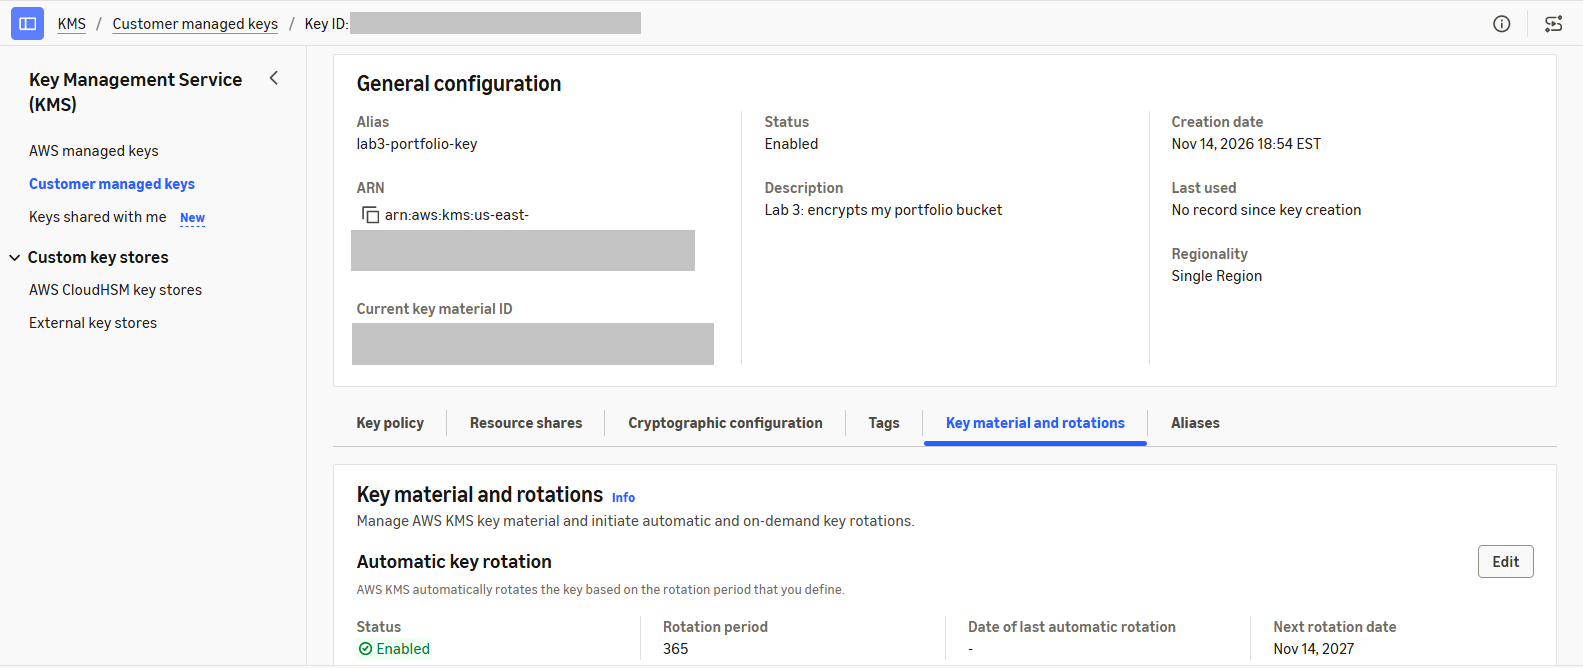 KMS / Customer managed keys / Key ID:
Key Management Service
(KMS)
AWS managed keys
Customer managed keys
Keys shared with me New
Custom key stores
AWS CloudHSM key stores
External key stores
General configuration
Alias
lab3-portfolio-key
ARN
arn:aws:kms:us-east-
Current key material ID
Status
Enabled
Description
Lab 3: encrypts my portfolio bucket
Creation date
Nov 14, 2026 18:54 EST
Last used
No record since key creation
Regionality
Single Region
Key policy
Resource shares
Cryptographic configuration
Tags
Key material and rotations
Aliases
Key material and rotations Info
Manage AWS KMS key material and initiate automatic and on-demand key rotations.
Automatic key rotation
Edit
AWS KMS automatically rotates the key based on the rotation period that you define.
Status
Enabled
Rotation period
365
Date of last automatic rotation
-
Next rotation date
Nov 14, 2027